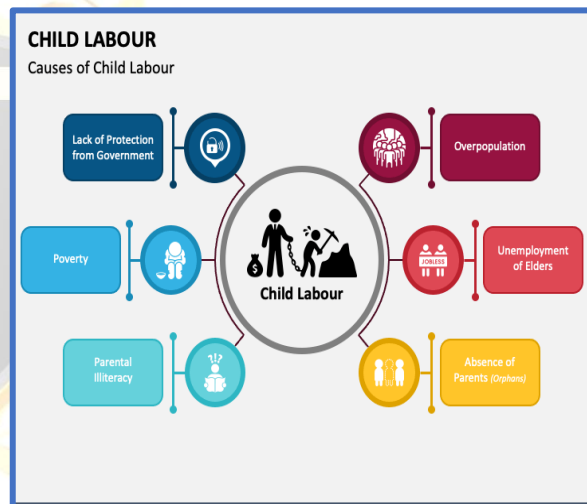 CHILD LABOUR
Causes of Child Labour
Lack of Protection
from Government
Overpopulation
Poverty
$
Child Labour
JOBLESS
Unemployment
of Elders
Parental
Illiteracy
!?!
Absence of
Parents (Orphans)